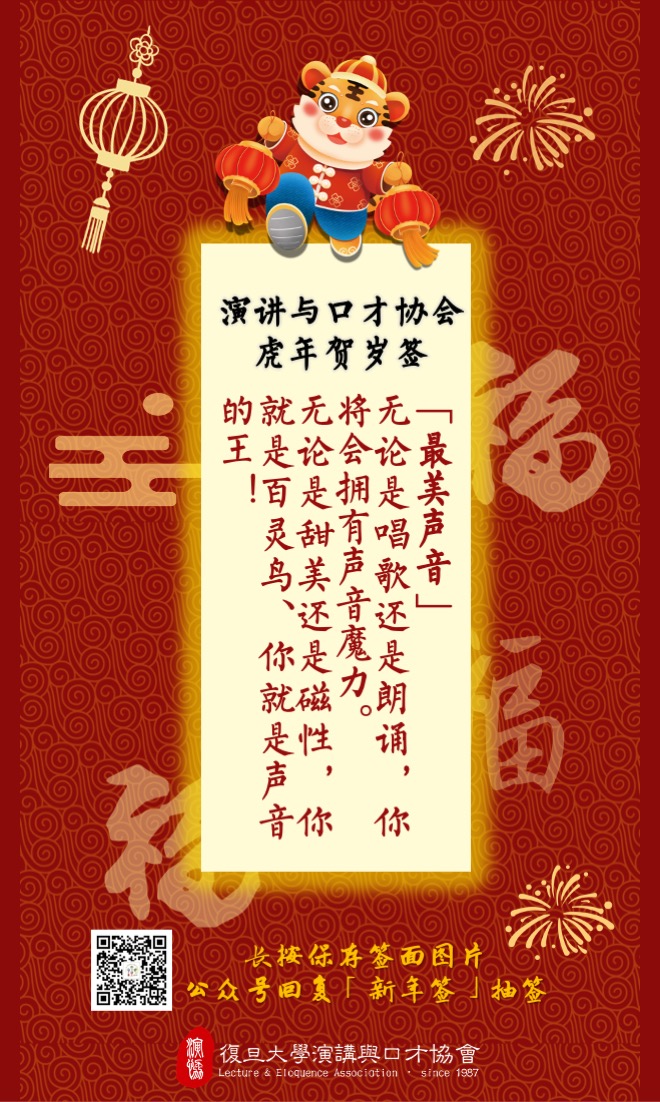 演讲与口才协会
虎年贺岁签
「最美声音」
无论是唱歌还是朗诵，你
将会拥有声音魔力。
无论是甜美还是磁性，你
就是百灵鸟、你就是声音
的王！
福
福
福
长按保存签面图片
公众号回复「新年签」抽签
演协
復旦大學演講與口才協會
Lecture & Eloquence Association · since 1987